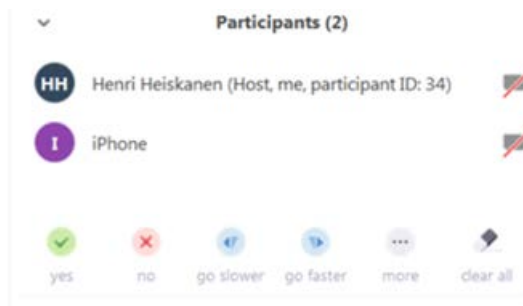 Participants (2)
HH Henri Heiskanen (Host, me, participant ID: 34)
I iPhone
yes no go slower go faster more clear all